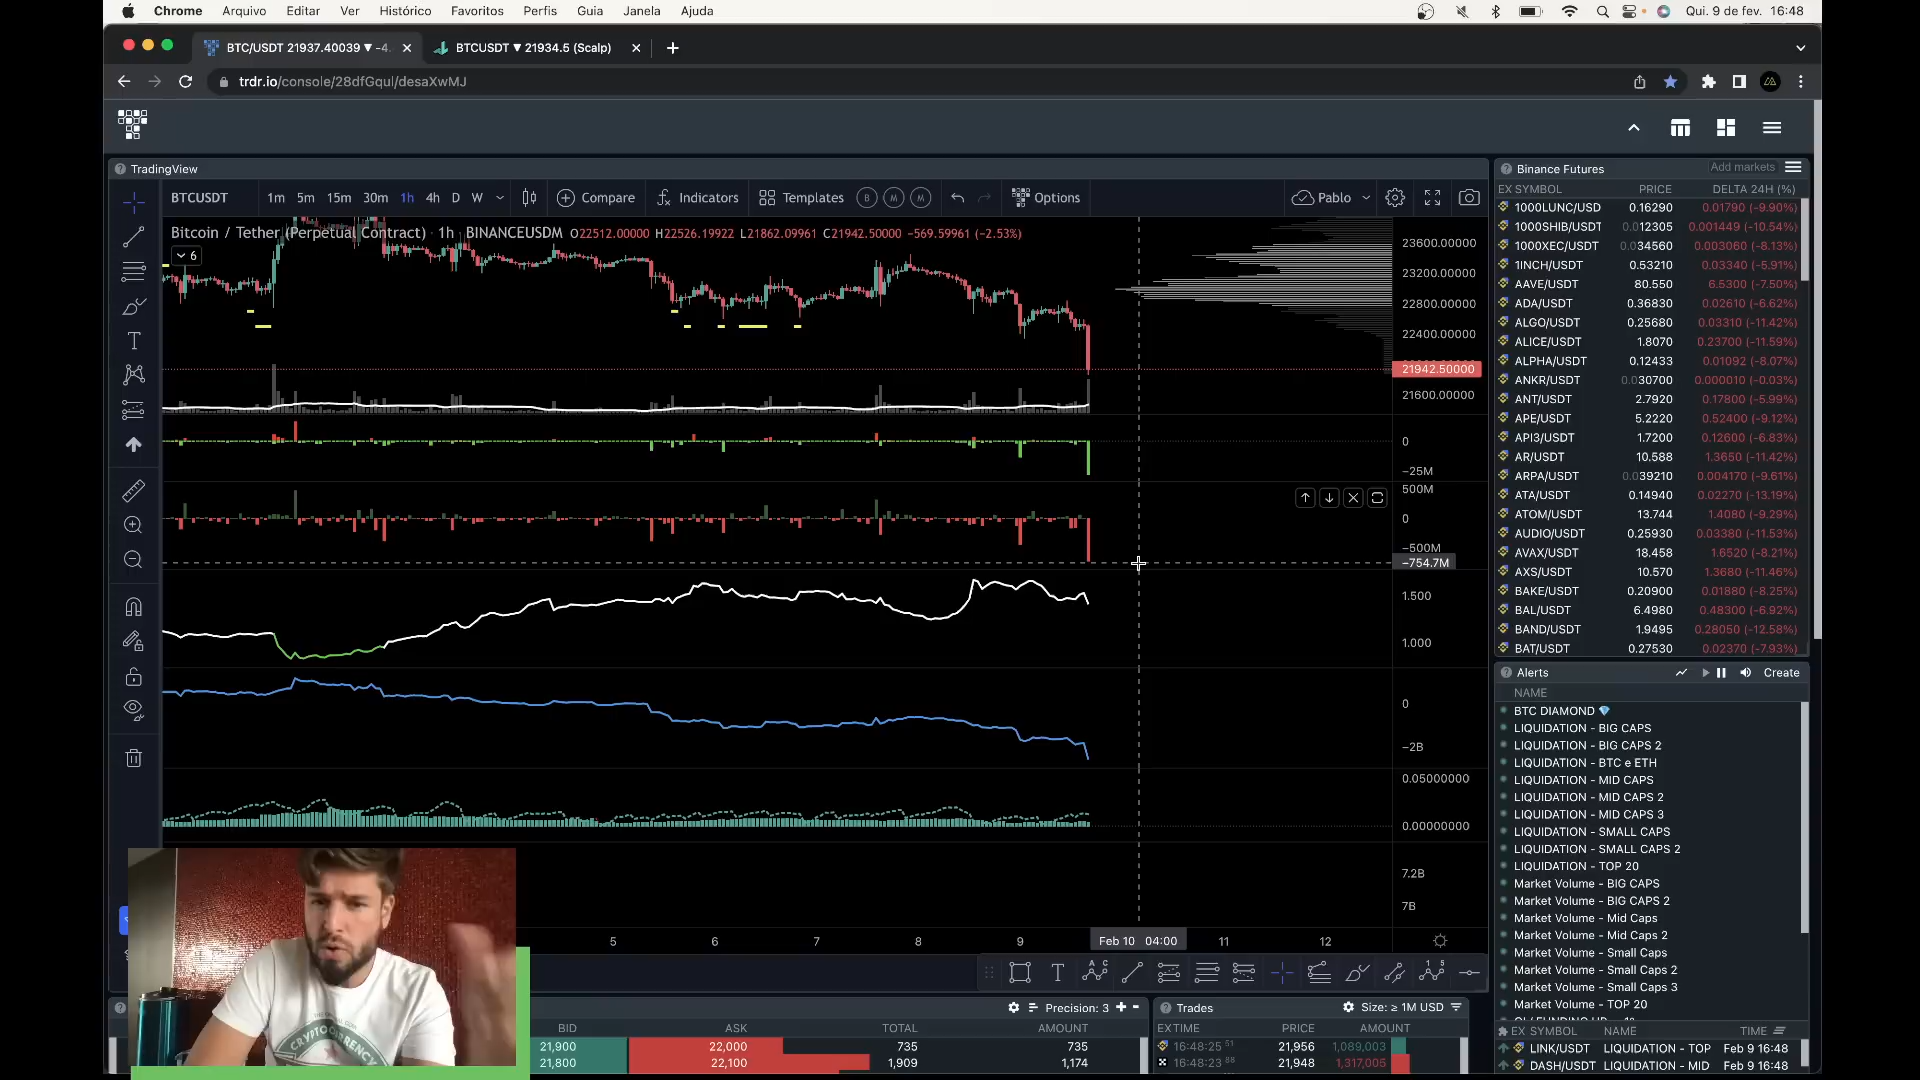 Chrome Arquivo Editar Ver Histórico Favoritos Perfis Guia Janela Ajuda Qui. 9 de fev. 16:48
BTC/USDT 21937.40039 ▼ -4. BTCUSDT ▼ 21934.5 (Scalp)
trdr.io/console/28dfGqul/desaXwMJ
TradingView
BTCUSDT 1m 5m 15m 30m 1h 4h D W Compare Indicators Templates B M M Options Pablo
Bitcoin / Tether (Perpetual Contract) · 1h · BINANCEUSDM O22512.00000 H22526.19922 L21862.09961 C21942.50000 -569.59961 (-2.53%)
6
23600.00000
23200.00000
22800.00000
22400.00000
21942.50000
21600.00000
0
-25M
500M
0
-500M
-754.7M
1.500
1.000
0
-2B
0.05000000
0.00000000
7.2B
7B
5 6 7 8 9 Feb 10 04:00 11 12
Precision: 3
BID ASK TOTAL AMOUNT
21,900 22,000 735 735
21,800 22,100 1,909 1,174
Trades Size: ≥ 1M USD
EX TIME PRICE AMOUNT
16:48:25 51 21,956 1,089,003
16:48:23 88 21,948 1,317,005
CRYPTOCURRENCY
Binance Futures Add markets
EX SYMBOL PRICE DELTA 24H (%)
1000LUNC/USD 0.16290 0.01790 (-9.90%)
1000SHIB/USDT 0.012305 0.001449 (-10.54%)
1000XEC/USDT 0.034560 0.003060 (-8.13%)
1INCH/USDT 0.53210 0.03340 (-5.91%)
AAVE/USDT 80.550 6.5300 (-7.50%)
ADA/USDT 0.36830 0.02610 (-6.62%)
ALGO/USDT 0.25680 0.03310 (-11.42%)
ALICE/USDT 1.8070 0.23700 (-11.59%)
ALPHA/USDT 0.12433 0.01092 (-8.07%)
ANKR/USDT 0.030700 0.000010 (-0.03%)
ANT/USDT 2.7920 0.17800 (-5.99%)
APE/USDT 5.2220 0.52400 (-9.12%)
API3/USDT 1.7200 0.12600 (-6.83%)
AR/USDT 10.588 1.3650 (-11.42%)
ARPA/USDT 0.039210 0.004170 (-9.61%)
ATA/USDT 0.14940 0.02270 (-13.19%)
ATOM/USDT 13.744 1.4080 (-9.29%)
AUDIO/USDT 0.25930 0.03380 (-11.53%)
AVAX/USDT 18.458 1.6520 (-8.21%)
AXS/USDT 10.570 1.3680 (-11.46%)
BAKE/USDT 0.20900 0.01880 (-8.25%)
BAL/USDT 6.4980 0.48300 (-6.92%)
BAND/USDT 1.9495 0.28050 (-12.58%)
BAT/USDT 0.27530 0.02370 (-7.93%)
Alerts Create
NAME
BTC DIAMOND 💎
LIQUIDATION - BIG CAPS
LIQUIDATION - BIG CAPS 2
LIQUIDATION - BTC e ETH
LIQUIDATION - MID CAPS
LIQUIDATION - MID CAPS 2
LIQUIDATION - MID CAPS 3
LIQUIDATION - SMALL CAPS
LIQUIDATION - SMALL CAPS 2
LIQUIDATION - TOP 20
Market Volume - BIG CAPS
Market Volume - BIG CAPS 2
Market Volume - Mid Caps
Market Volume - Mid Caps 2
Market Volume - Small Caps
Market Volume - Small Caps 2
Market Volume - Small Caps 3
Market Volume - TOP 20
EX SYMBOL NAME TIME
LINK/USDT LIQUIDATION - TOP Feb 9 16:48
DASH/USDT LIQUIDATION - MID Feb 9 16:48